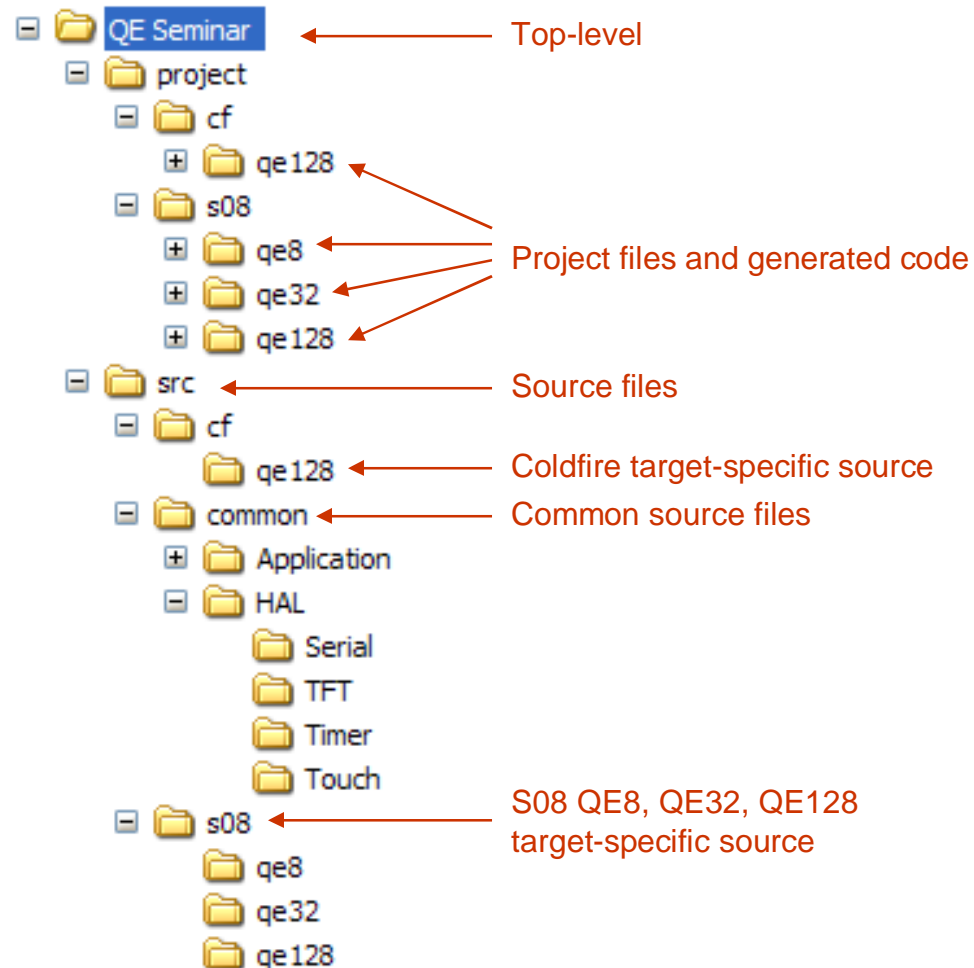 QE Seminar
Top-level
project
cf
qe128
s08
qe8
Project files and generated code
qe32
qe128
src
Source files
cf
qe128
Coldfire target-specific source
common
Common source files
Application
HAL
Serial
TFT
Timer
Touch
S08 QE8, QE32, QE128
target-specific source
s08
qe8
qe32
qe128